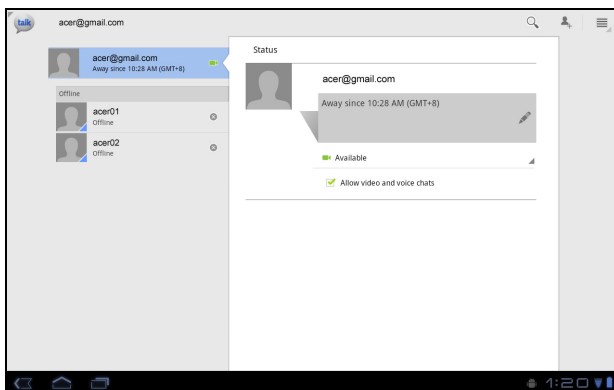 talk
acer@gmail.com
acer@gmail.com
Away since 10:28 AM (GMT+8)
Offline
acer01
Offline
acer02
Offline
Status
acer@gmail.com
Away since 10:28 AM (GMT+8)
Available
Allow video and voice chats
1:20